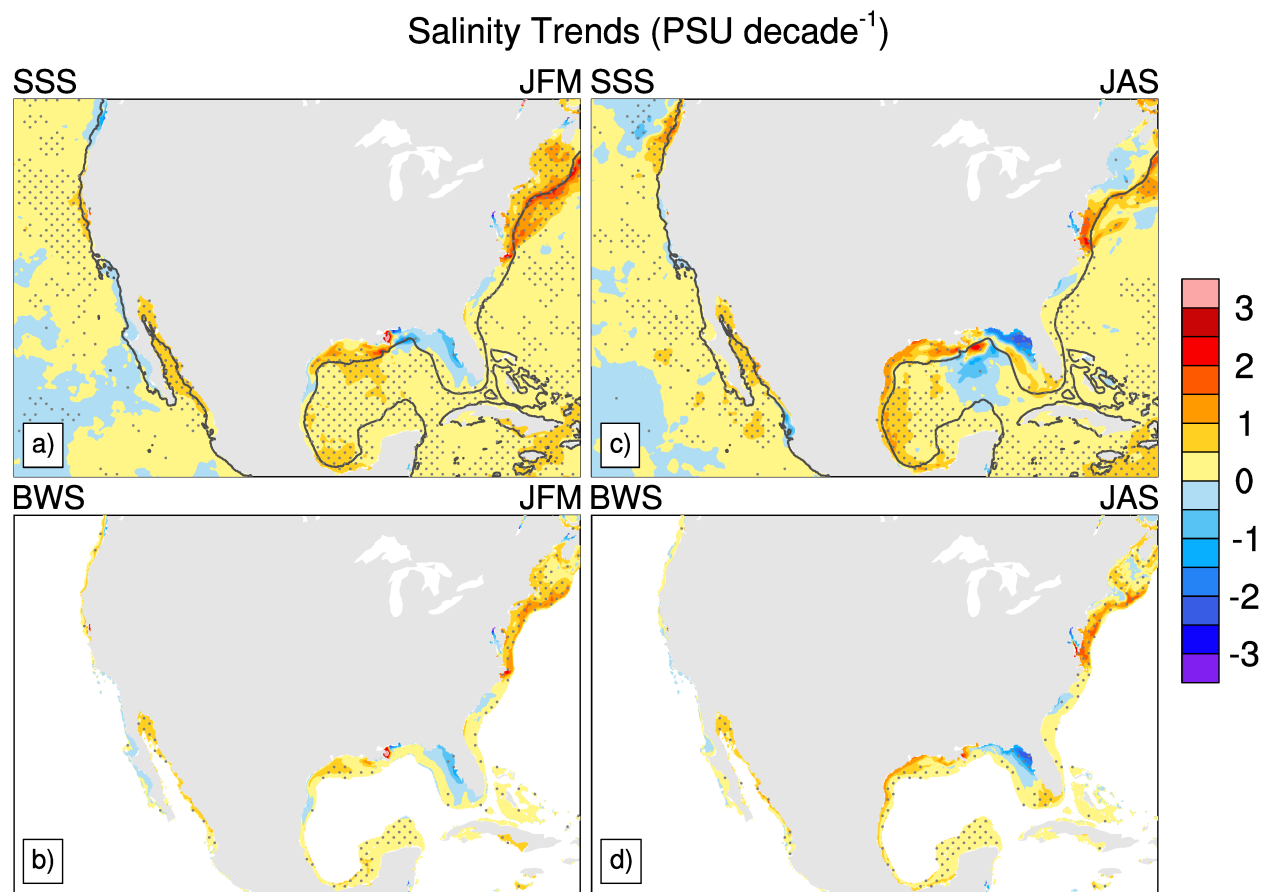 Salinity Trends (PSU decade⁻¹)
SSS JFM SSS JAS
a) c)
BWS JFM BWS JAS
b) d)
3
2
1
0
-1
-2
-3